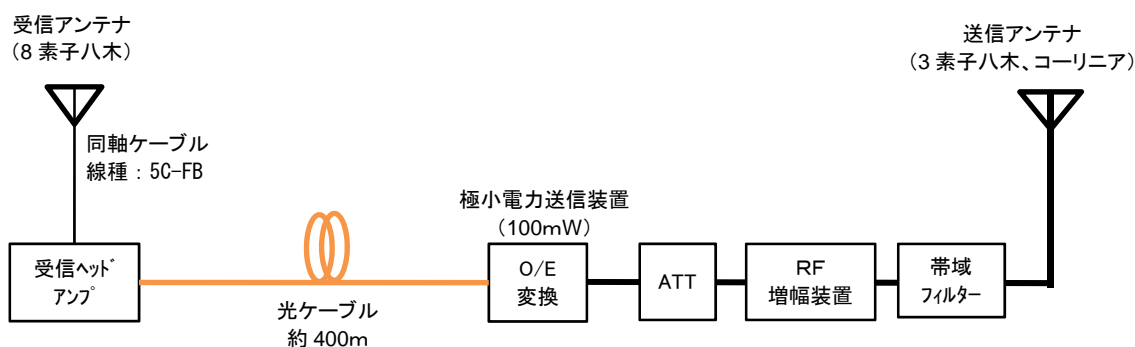 受信アンテナ
（8 素子八木）
同軸ケーブル
線種：5C-FB
受信ﾍｯﾄﾞ
ｱﾝﾌﾟ
光ケーブル
約 400m
極小電力送信装置
（100mW）
O/E
変換
ATT
RF
増幅装置
帯域
ﾌｨﾙﾀｰ
送信アンテナ
（3 素子八木、コーリニア）